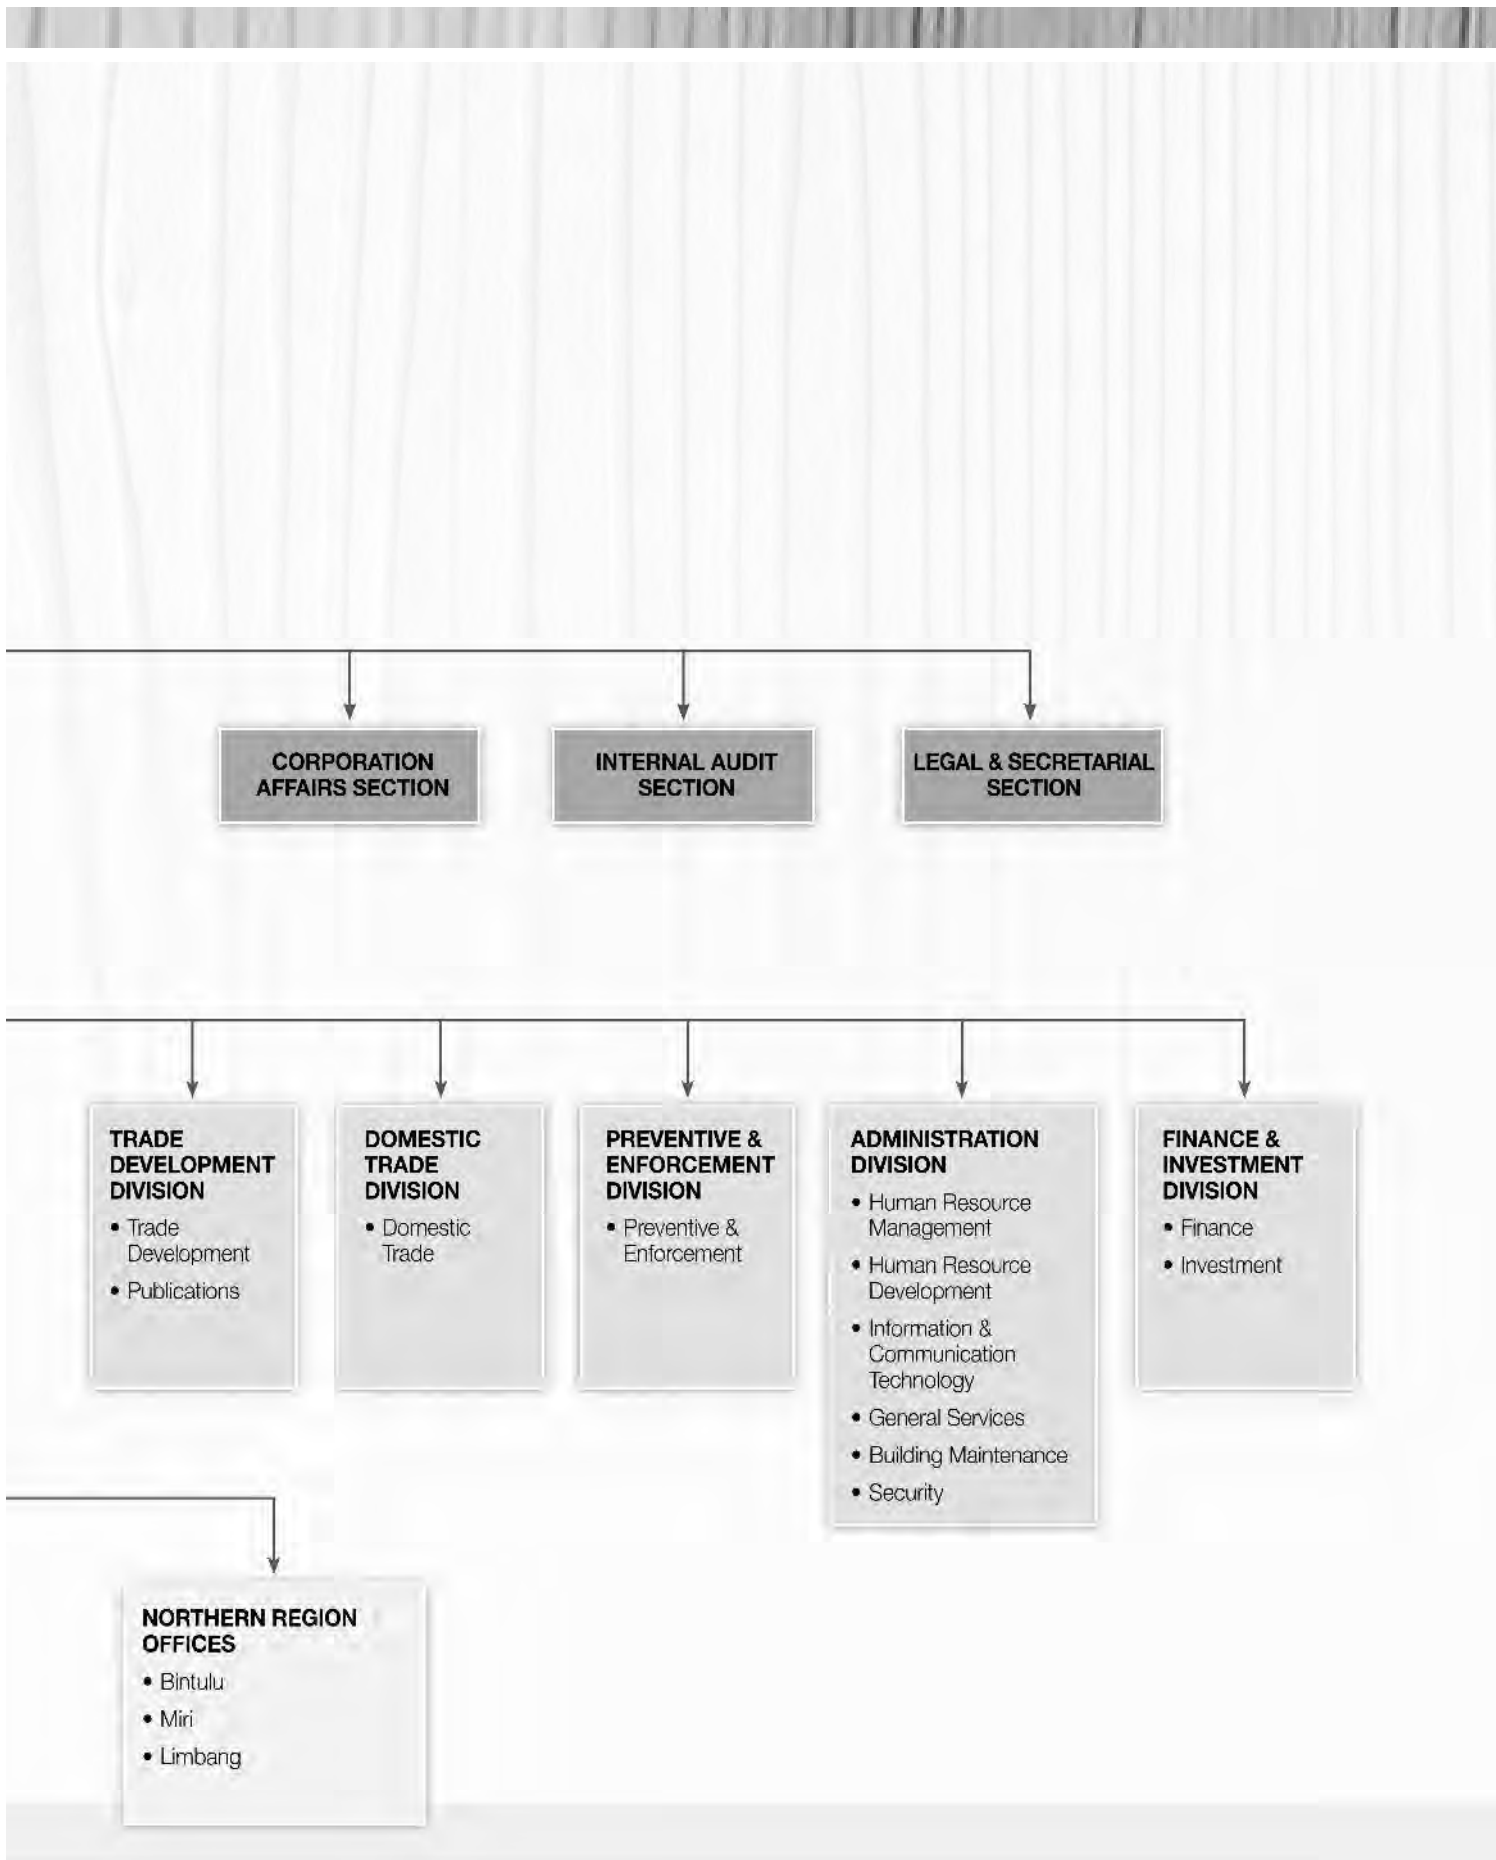 CORPORATION
AFFAIRS SECTION
INTERNAL AUDIT
SECTION
LEGAL & SECRETARIAL
SECTION
TRADE
DEVELOPMENT
DIVISION
• Trade
Development
• Publications
DOMESTIC
TRADE
DIVISION
• Domestic
Trade
PREVENTIVE &
ENFORCEMENT
DIVISION
• Preventive &
Enforcement
ADMINISTRATION
DIVISION
• Human Resource
Management
• Human Resource
Development
• Information &
Communication
Technology
• General Services
• Building Maintenance
• Security
FINANCE &
INVESTMENT
DIVISION
• Finance
• Investment
NORTHERN REGION
OFFICES
• Bintulu
• Miri
• Limbang